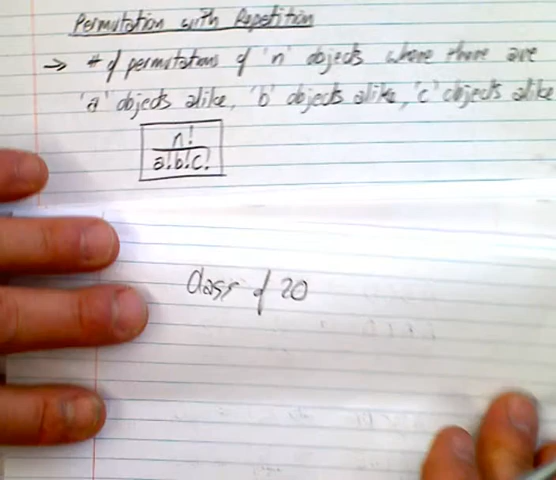 Permutation with Repetition
→ # of permutations of 'n' objects where there are
'a' objects alike, 'b' objects alike, 'c' objects alike
n!
a!b!c!
Class of 20